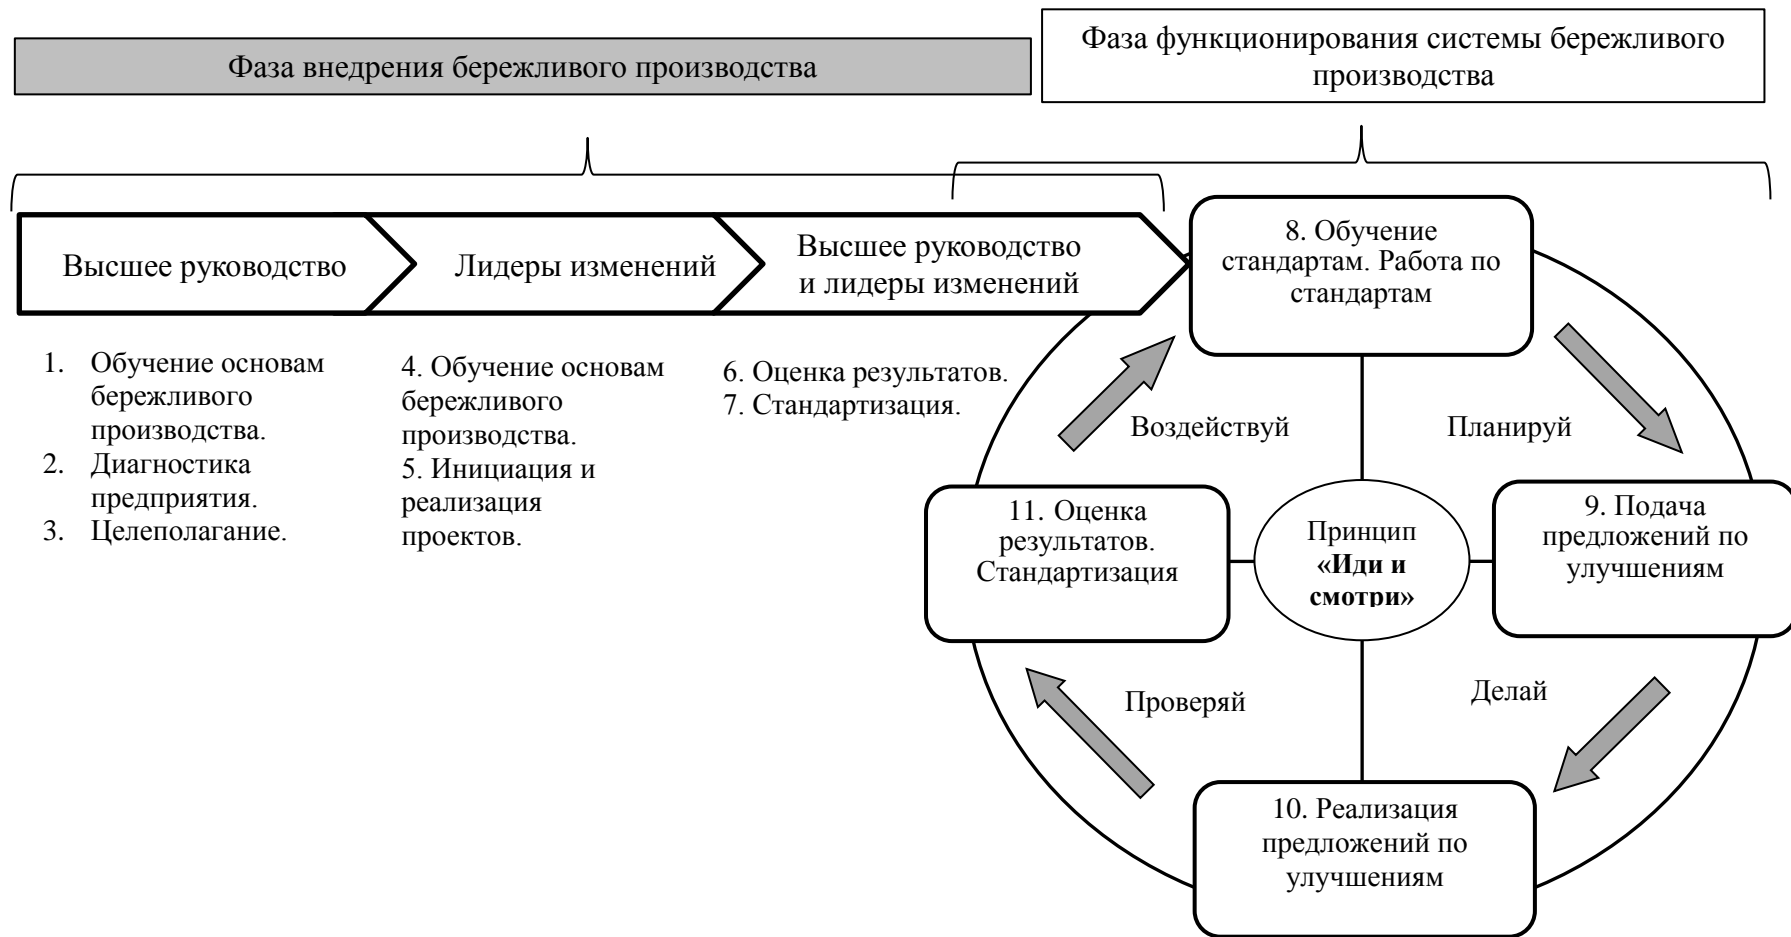 Фаза внедрения бережливого производства
Фаза функционирования системы бережливого
производства
Высшее руководство
Лидеры изменений
Высшее руководство
и лидеры изменений
1. Обучение основам
бережливого
производства.
2. Диагностика
предприятия.
3. Целеполагание.
4. Обучение основам
бережливого
производства.
5. Инициация и
реализация
проектов.
6. Оценка результатов.
7. Стандартизация.
8. Обучение
стандартам. Работа по
стандартам
Воздействуй
Планируй
11. Оценка
результатов.
Стандартизация
Принцип
«Иди и
смотри»
9. Подача
предложений по
улучшениям
Проверяй
Делай
10. Реализация
предложений по
улучшениям